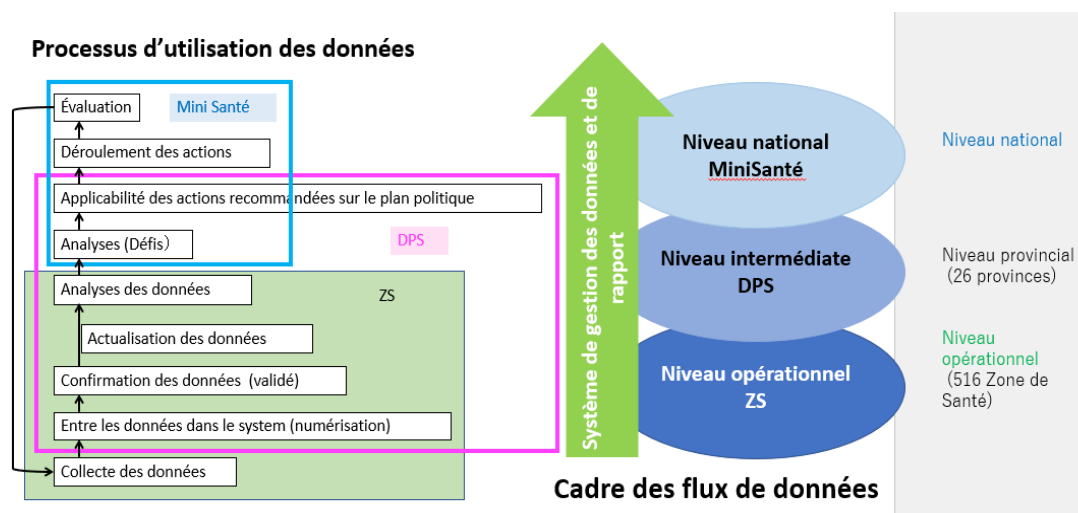 Processus d’utilisation des données
Évaluation
Mini Santé
Déroulement des actions
Applicabilité des actions recommandées sur le plan politique
Analyses (Défis）
DPS
Analyses des données
ZS
Actualisation des données
Confirmation des données (validé)
Entre les données dans le system (numérisation)
Collecte des données
Système de gestion des données et de
rapport
Niveau national
MiniSanté
Niveau intermédiate
DPS
Niveau opérationnel
ZS
Cadre des flux de données
Niveau national
Niveau provincial
（26 provinces）
Niveau
opérationnel
（516 Zone de
Santé）